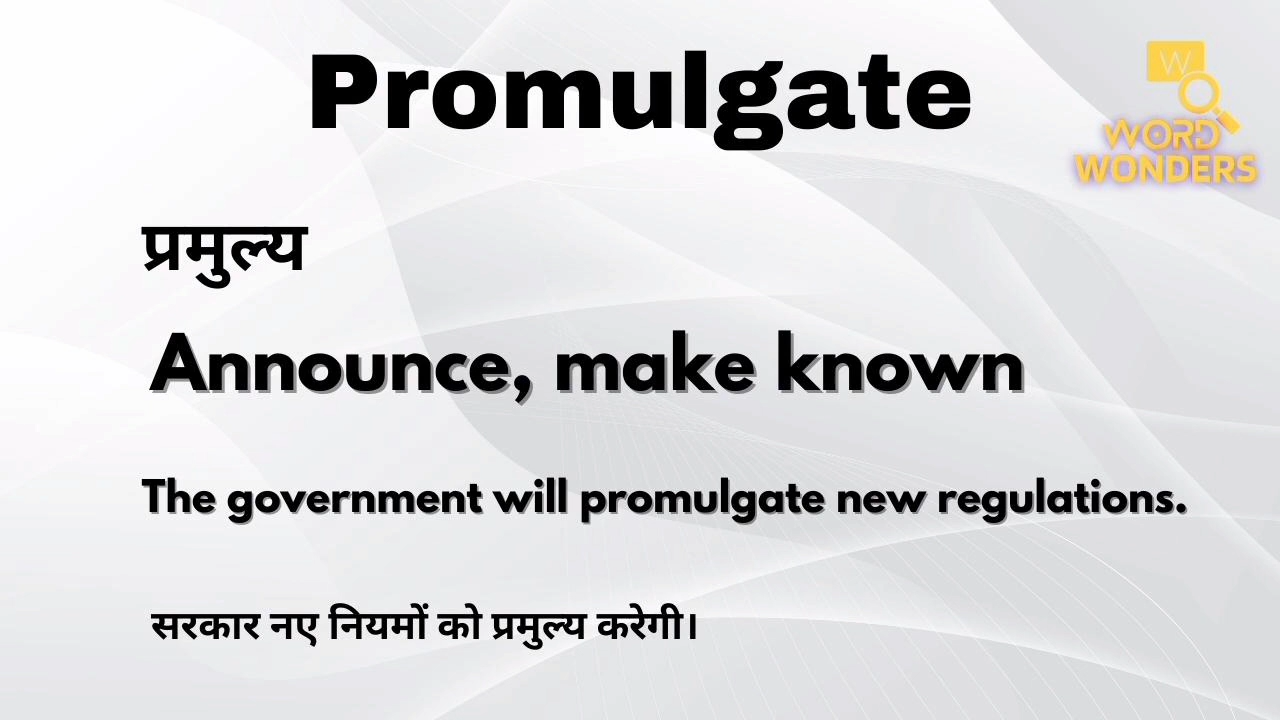 Promulgate
W
WORD
WONDERS
प्रमुल्य
Announce, make known
The government will promulgate new regulations.
सरकार नए नियमों को प्रमुल्य करेगी।